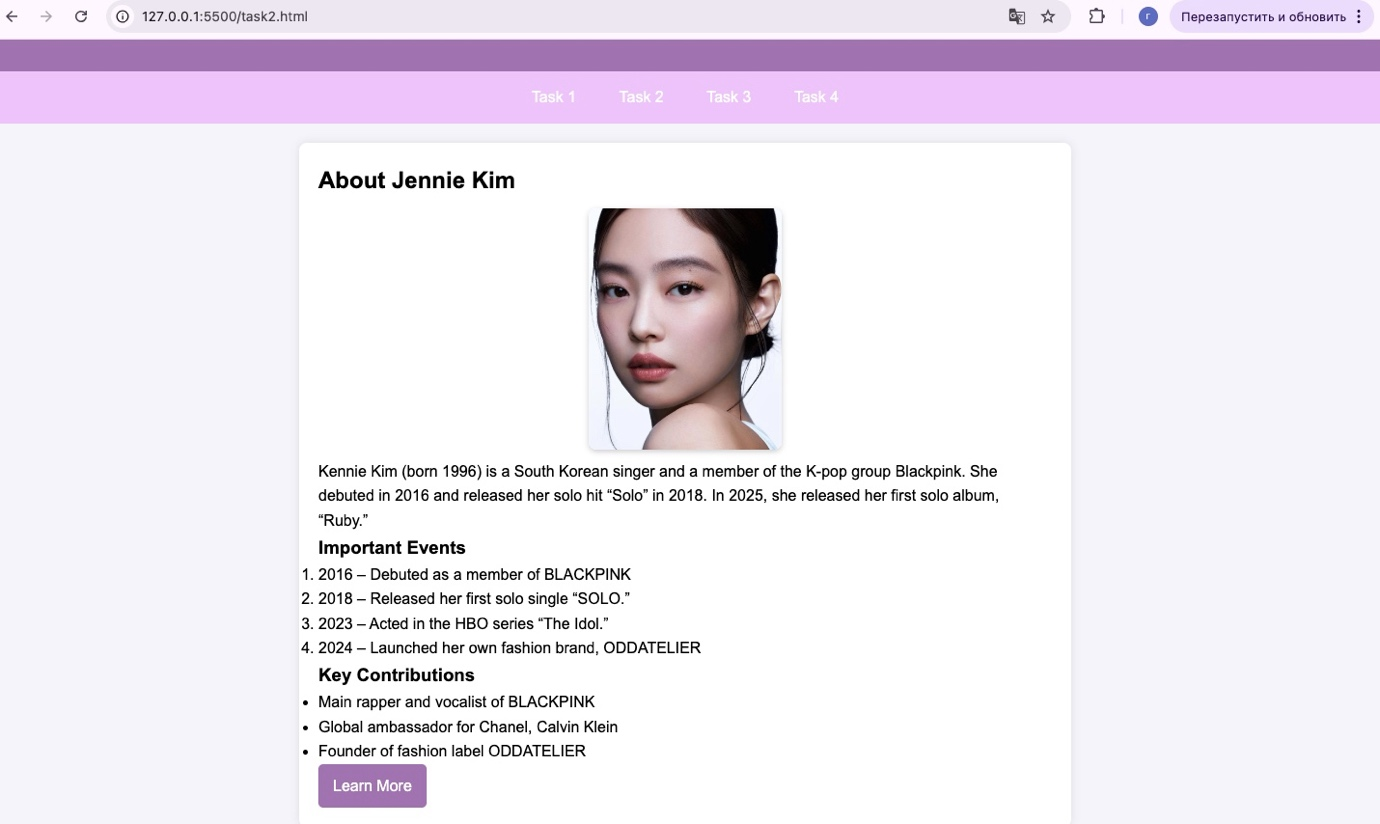 127.0.0.1:5500/task2.html
г
Перезапустить и обновить
Task 1 Task 2 Task 3 Task 4
About Jennie Kim
Kennie Kim (born 1996) is a South Korean singer and a member of the K-pop group Blackpink. She
debuted in 2016 and released her solo hit “Solo” in 2018. In 2025, she released her first solo album,
“Ruby.”
Important Events
1. 2016 – Debuted as a member of BLACKPINK
2. 2018 – Released her first solo single “SOLO.”
3. 2023 – Acted in the HBO series “The Idol.”
4. 2024 – Launched her own fashion brand, ODDATELIER
Key Contributions
• Main rapper and vocalist of BLACKPINK
• Global ambassador for Chanel, Calvin Klein
• Founder of fashion label ODDATELIER
Learn More